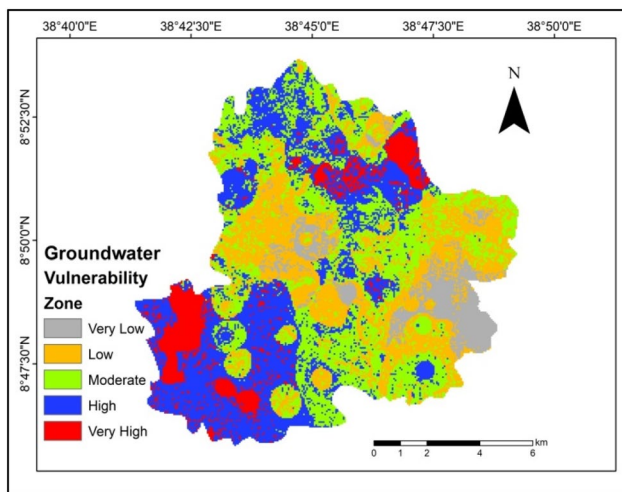 38°40'0"E 38°42'30"E 38°45'0"E 38°47'30"E 38°50'0"E
N
8°52'30"N
8°50'0"N
8°47'30"N
Groundwater
Vulnerability
Zone
Very Low
Low
Moderate
High
Very High
km
0 1 2 4 6